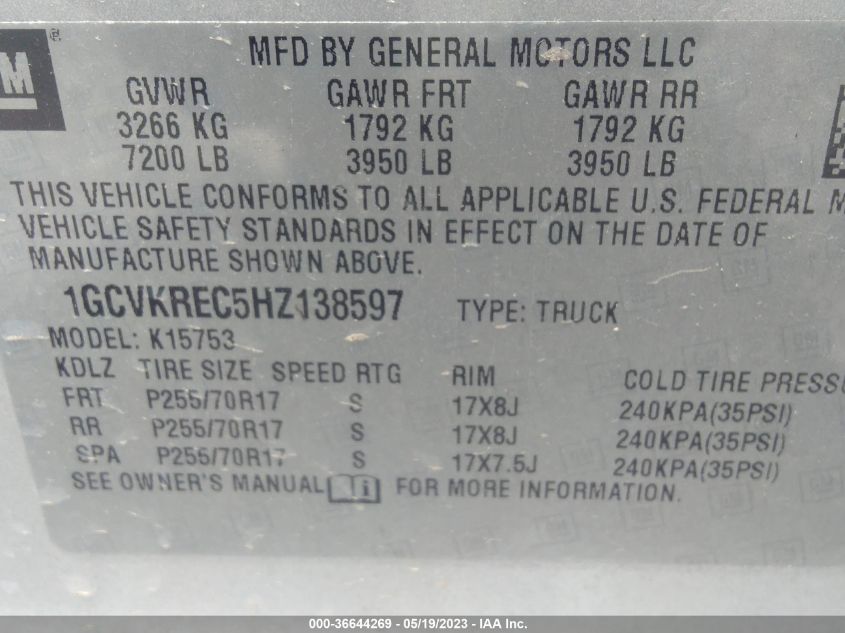 GM
MFD BY GENERAL MOTORS LLC
GVWR GAWR FRT GAWR RR
3266 KG 1792 KG 1792 KG
7200 LB 3950 LB 3950 LB
THIS VEHICLE CONFORMS TO ALL APPLICABLE U.S. FEDERAL M
VEHICLE SAFETY STANDARDS IN EFFECT ON THE DATE OF
MANUFACTURE SHOWN ABOVE.
1GCVKREC5HZ138597 TYPE: TRUCK
MODEL: K15753
KDLZ TIRE SIZE SPEED RTG RIM COLD TIRE PRESSU
FRT P255/70R17 S 17X8J 240KPA(35PSI)
RR P255/70R17 S 17X8J 240KPA(35PSI)
SPA P255/70R17 S 17X7.5J 240KPA(35PSI)
SEE OWNER'S MANUAL FOR MORE INFORMATION.
000-36644269 - 05/19/2023 - IAA Inc.